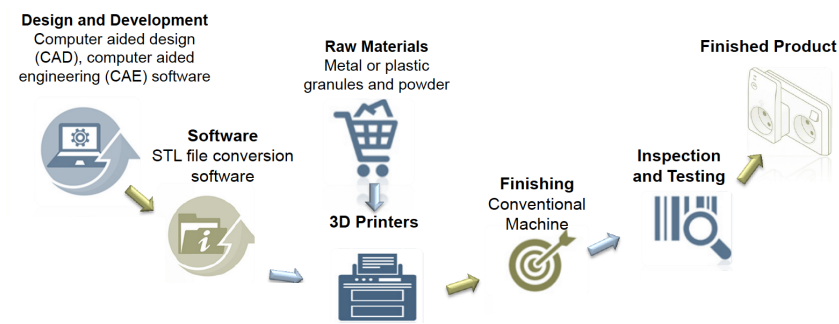 Design and Development
Computer aided design
(CAD), computer aided
engineering (CAE) software
Software
STL file conversion
software
Raw Materials
Metal or plastic
granules and powder
3D Printers
Finishing
Conventional
Machine
Inspection
and Testing
Finished Product